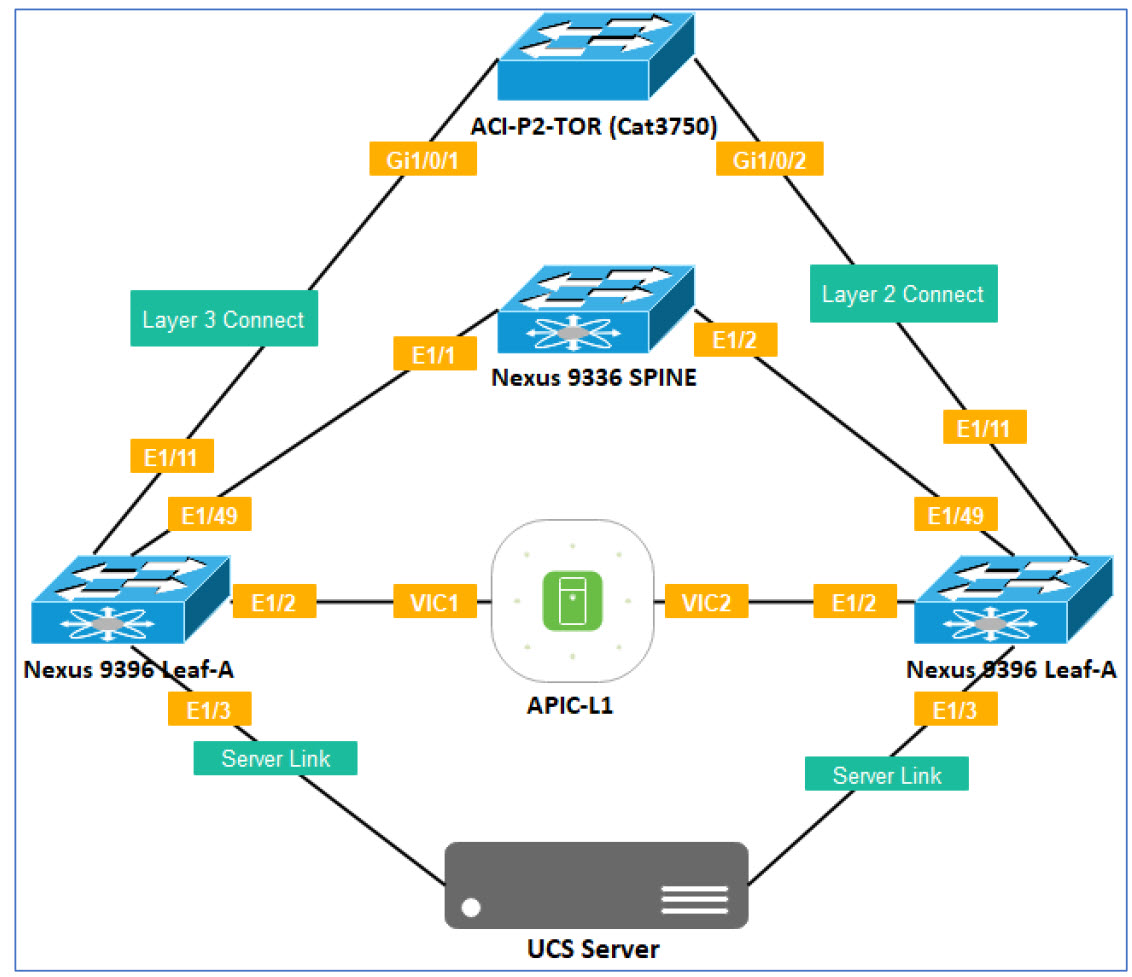 ACI-P2-TOR (Cat3750)
Gi1/0/1
Gi1/0/2
Layer 3 Connect
Layer 2 Connect
E1/1
E1/2
Nexus 9336 SPINE
E1/11
E1/11
E1/49
E1/49
E1/2
VIC1
VIC2
E1/2
Nexus 9396 Leaf-A
Nexus 9396 Leaf-A
APIC-L1
E1/3
E1/3
Server Link
Server Link
UCS Server